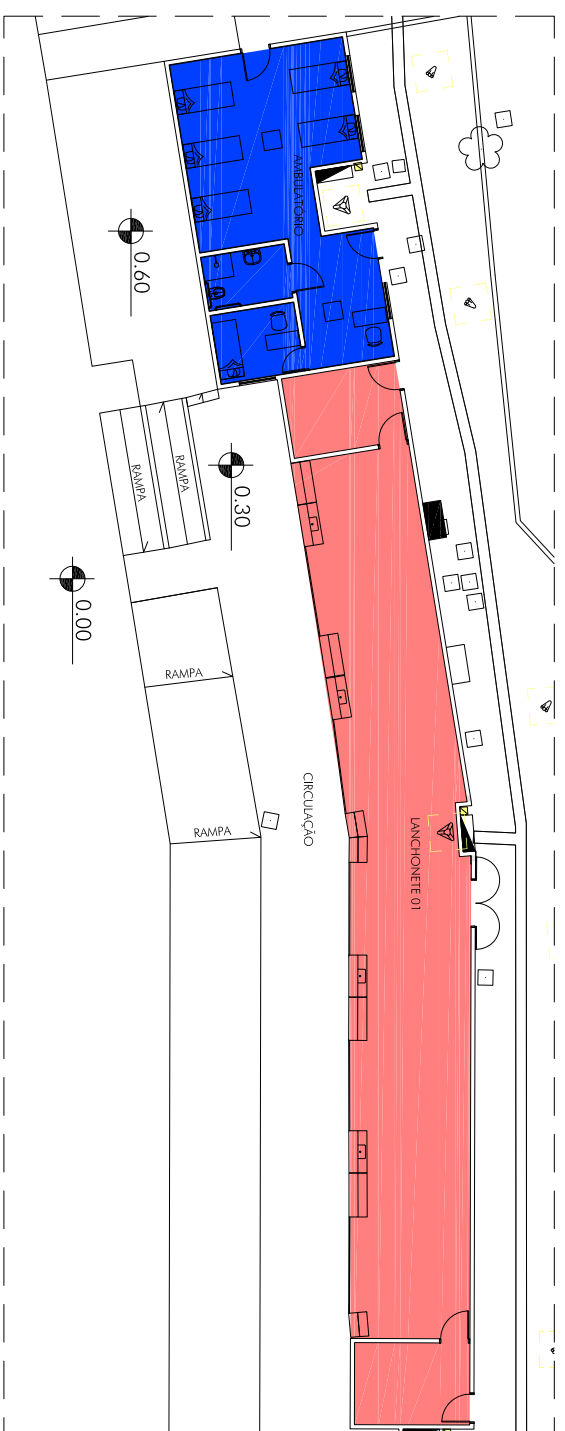 AMBULATÓRIO
0.60
RAMPA
RAMPA
0.30
0.00
RAMPA
CIRCULAÇÃO
RAMPA
LANCHONETE 01